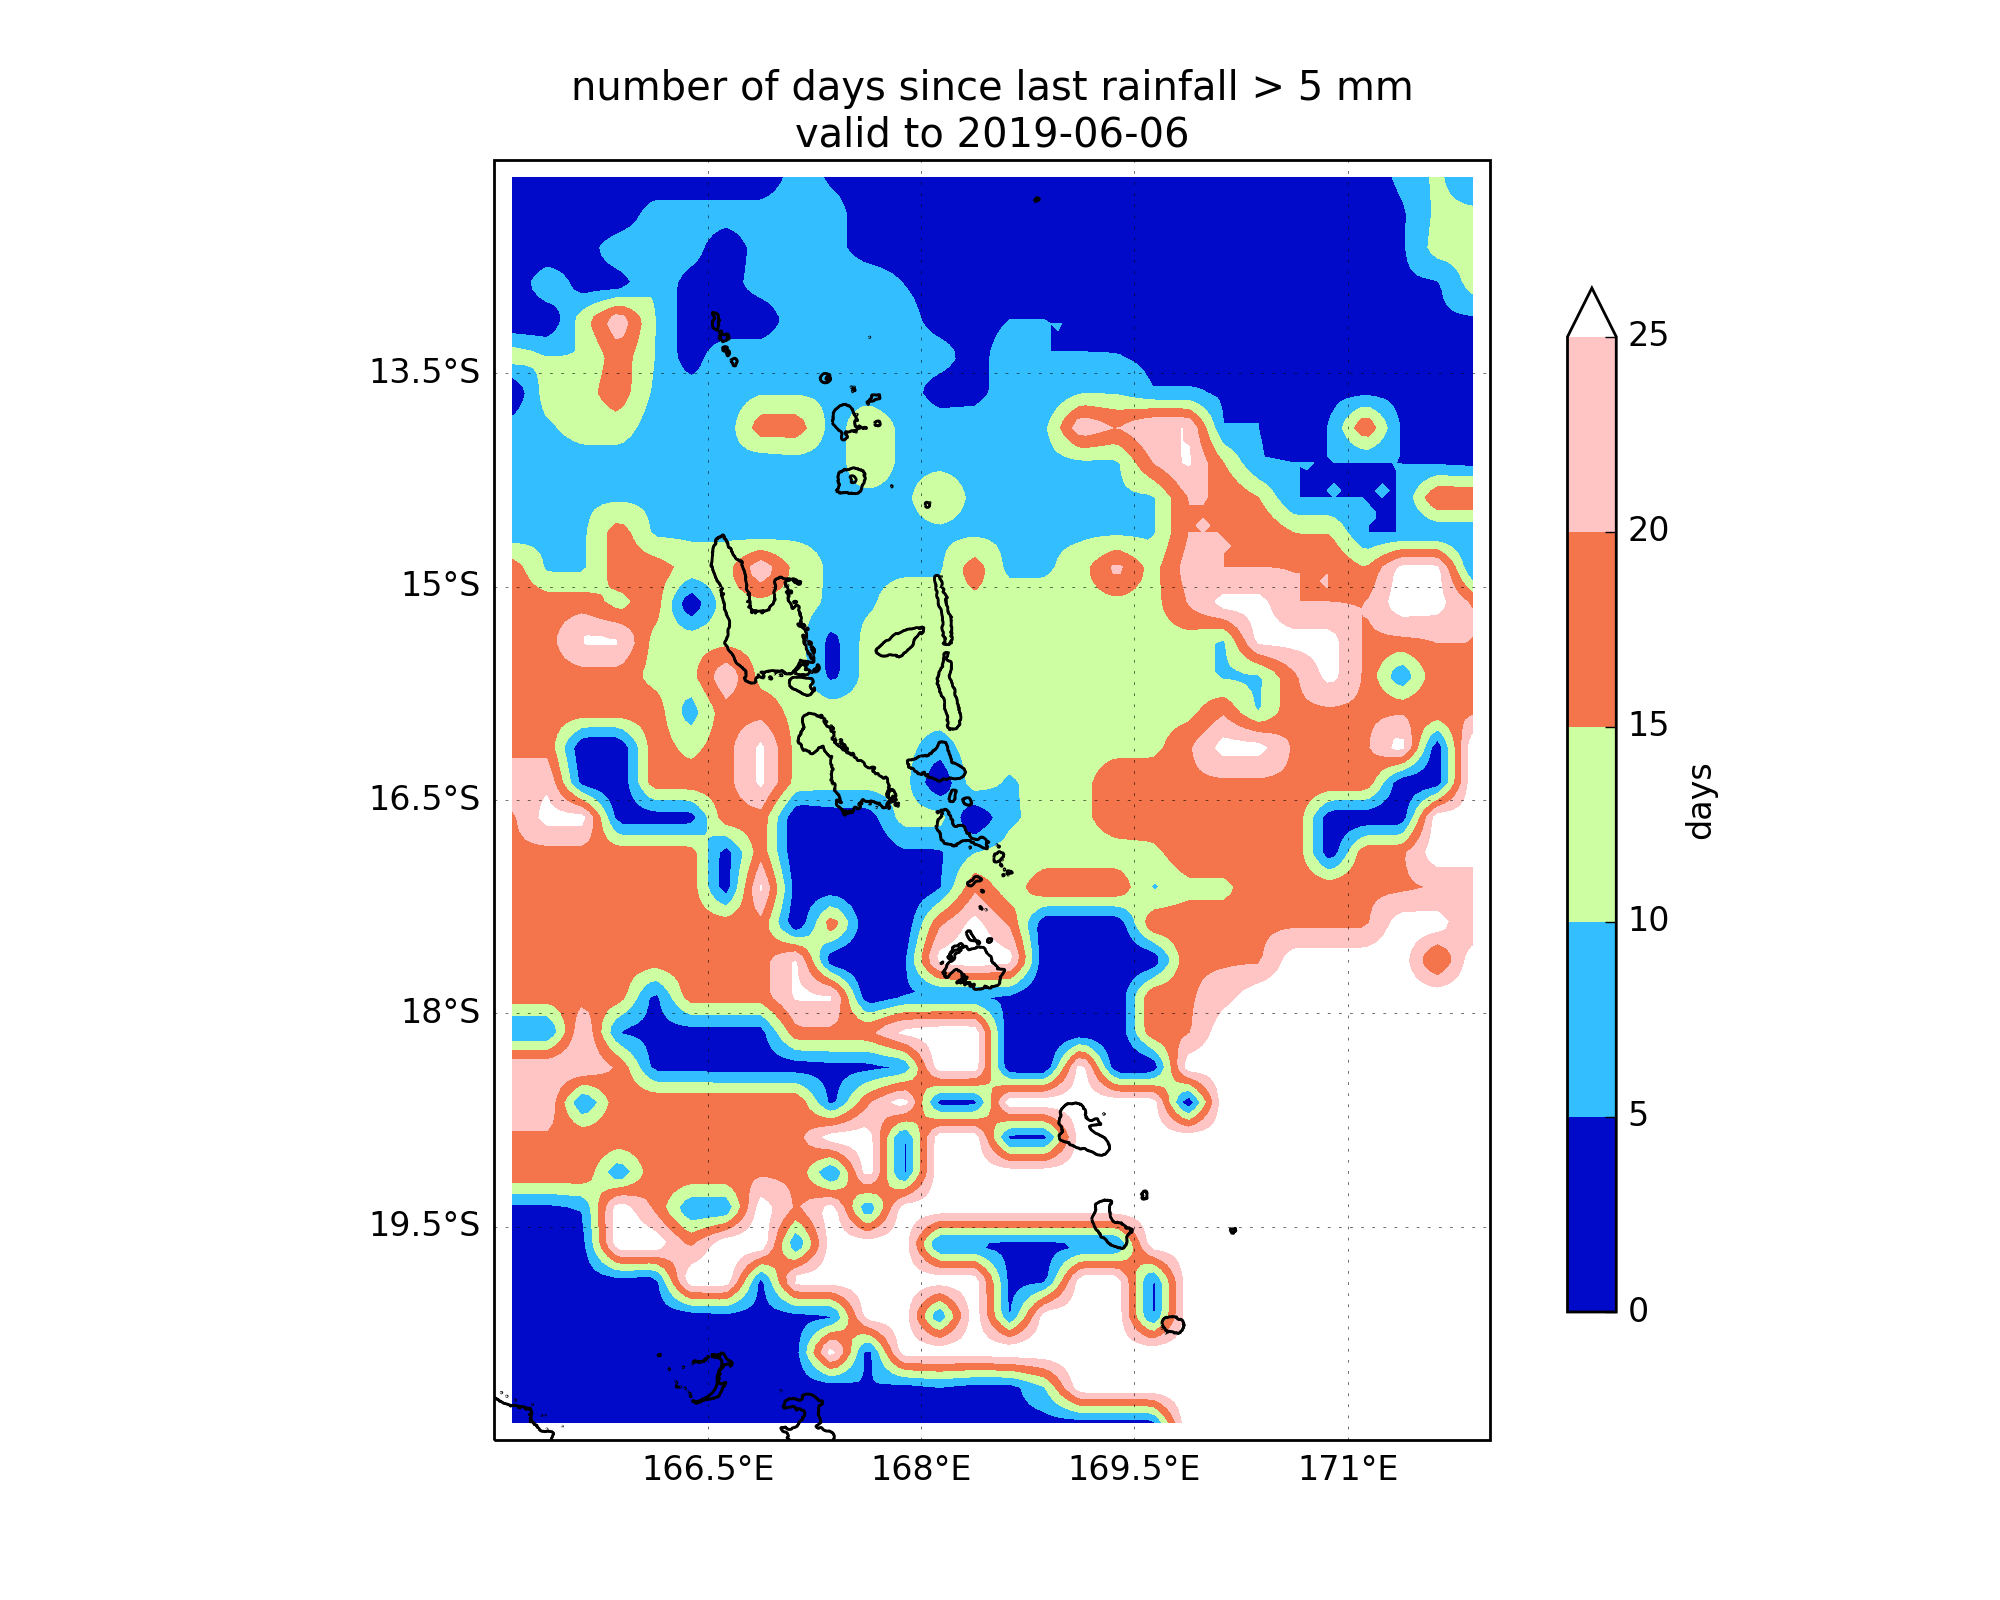 number of days since last rainfall > 5 mm
valid to 2019-06-06
13.5°S
15°S
16.5°S
18°S
19.5°S
166.5°E
168°E
169.5°E
171°E
25
20
15
10
5
0
days